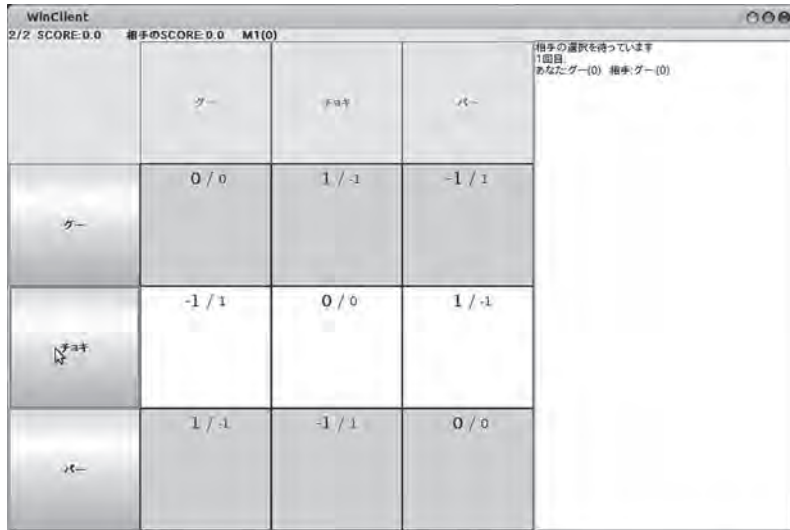 WinClient
2/2 SCORE:0.0 相手のSCORE:0.0 M1(0)
相手の選択を待っています
1回目
あなた:グー(0) 相手:グー(0)
グー チョキ パー
グー 0 / 0 1 / -1 -1 / 1
チョキ -1 / 1 0 / 0 1 / -1
パー 1 / -1 -1 / 1 0 / 0